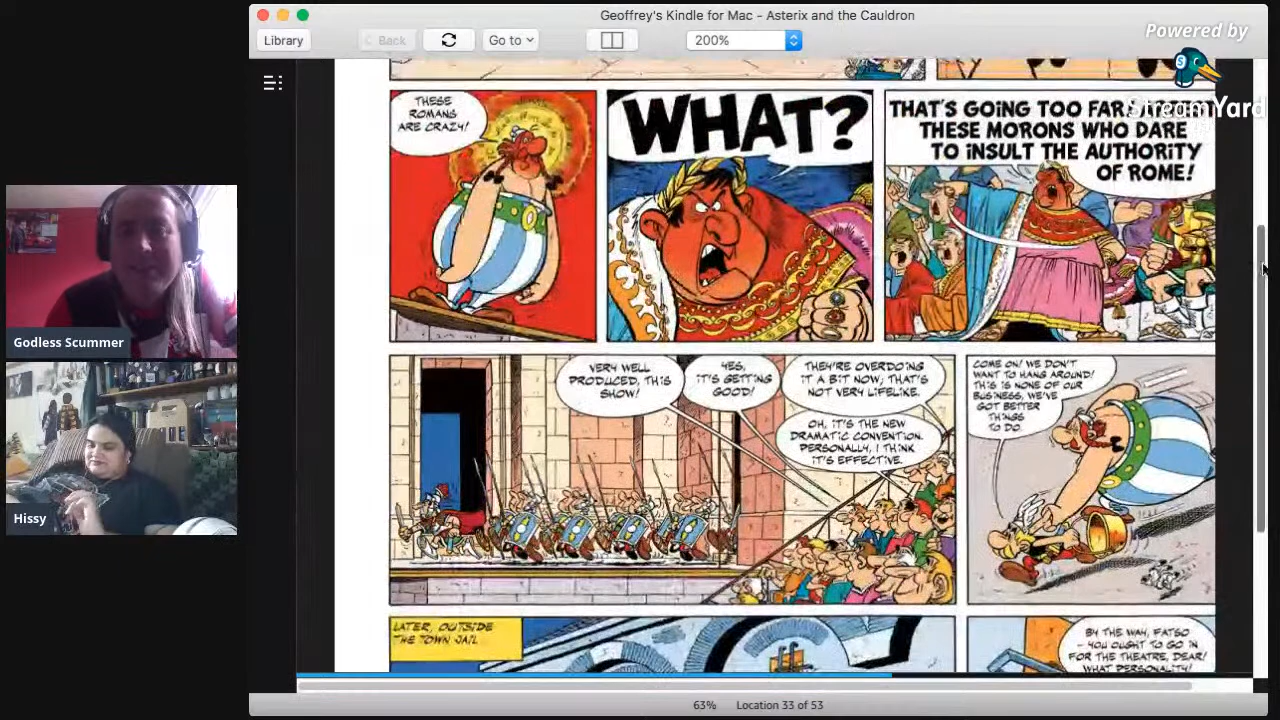 Geoffrey's Kindle for Mac - Asterix and the Cauldron
Library
Back
Go to
200%
Powered by
StreamYard
THESE
ROMANS
ARE CRAZY!
WHAT?
THAT'S GOING TOO FAR!
THESE MORONS WHO DARE
TO INSULT THE AUTHORITY
OF ROME!
Godless Scummer
Hissy
VERY WELL
PRODUCED, THIS
SHOW!
YES,
IT'S GETTING
GOOD!
THEY'RE OVERDOING
IT A BIT NOW, THAT'S
NOT VERY LIFELIKE.
OH, IT'S THE NEW
DRAMATIC CONVENTION.
PERSONALLY, I THINK
IT'S EFFECTIVE.
COME ON! WE DON'T
WANT TO HANG AROUND!
THIS IS NONE OF OUR
BUSINESS, WE'VE
GOT BETTER
THINGS
TO DO.
LATER, OUTSIDE
THE TOWN JAIL
BY THE WAY, FATSO
- YOU OUGHT TO GO IN
FOR THE THEATRE, DEAR!
WHAT PERSONALITY!
63%
Location 33 of 53